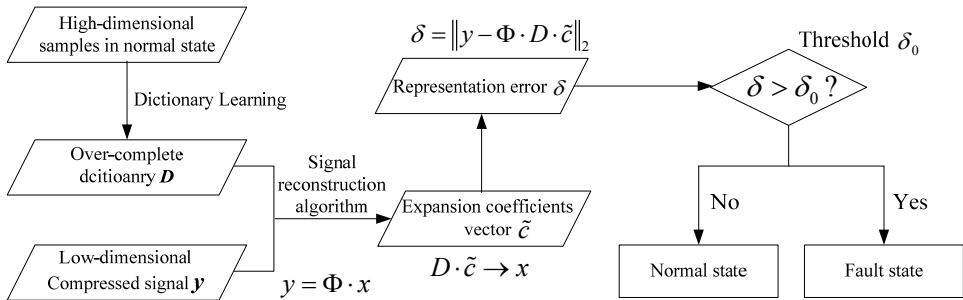 High-dimensional
samples in normal state
Dictionary Learning
Over-complete
dcitioanry D
Low-dimensional
Compressed signal y
Signal
reconstruction
algorithm
y = Φ · x
Expansion coefficients
vector c̃
D · c̃ → x
δ = ‖y − Φ · D · c̃‖₂
Representation error δ
Threshold δ₀
δ > δ₀ ?
No
Yes
Normal state
Fault state